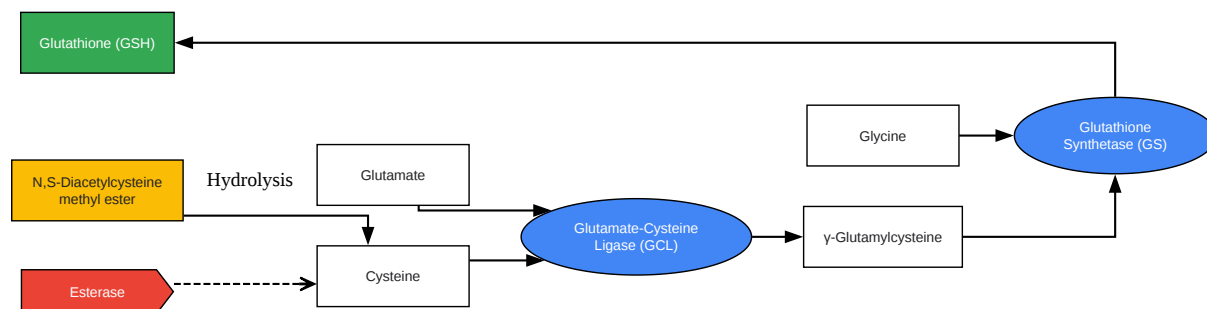 Glutathione (GSH)
Glutathione
Synthetase (GS)
Glycine
N,S-Diacetylcysteine
methyl ester
Hydrolysis
Glutamate
Glutamate-Cysteine
Ligase (GCL)
γ-Glutamylcysteine
Cysteine
Esterase